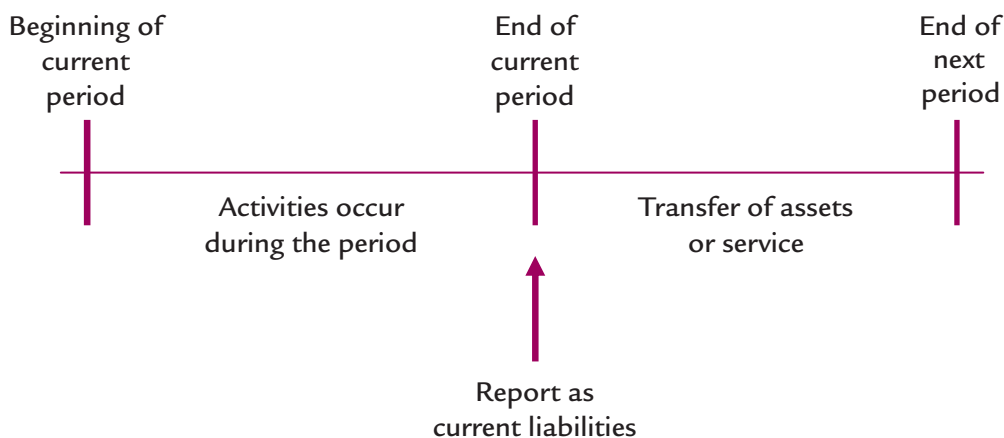 Beginning of
current
period
End of
current
period
End of
next
period
Activities occur
during the period
Transfer of assets
or service
Report as
current liabilities